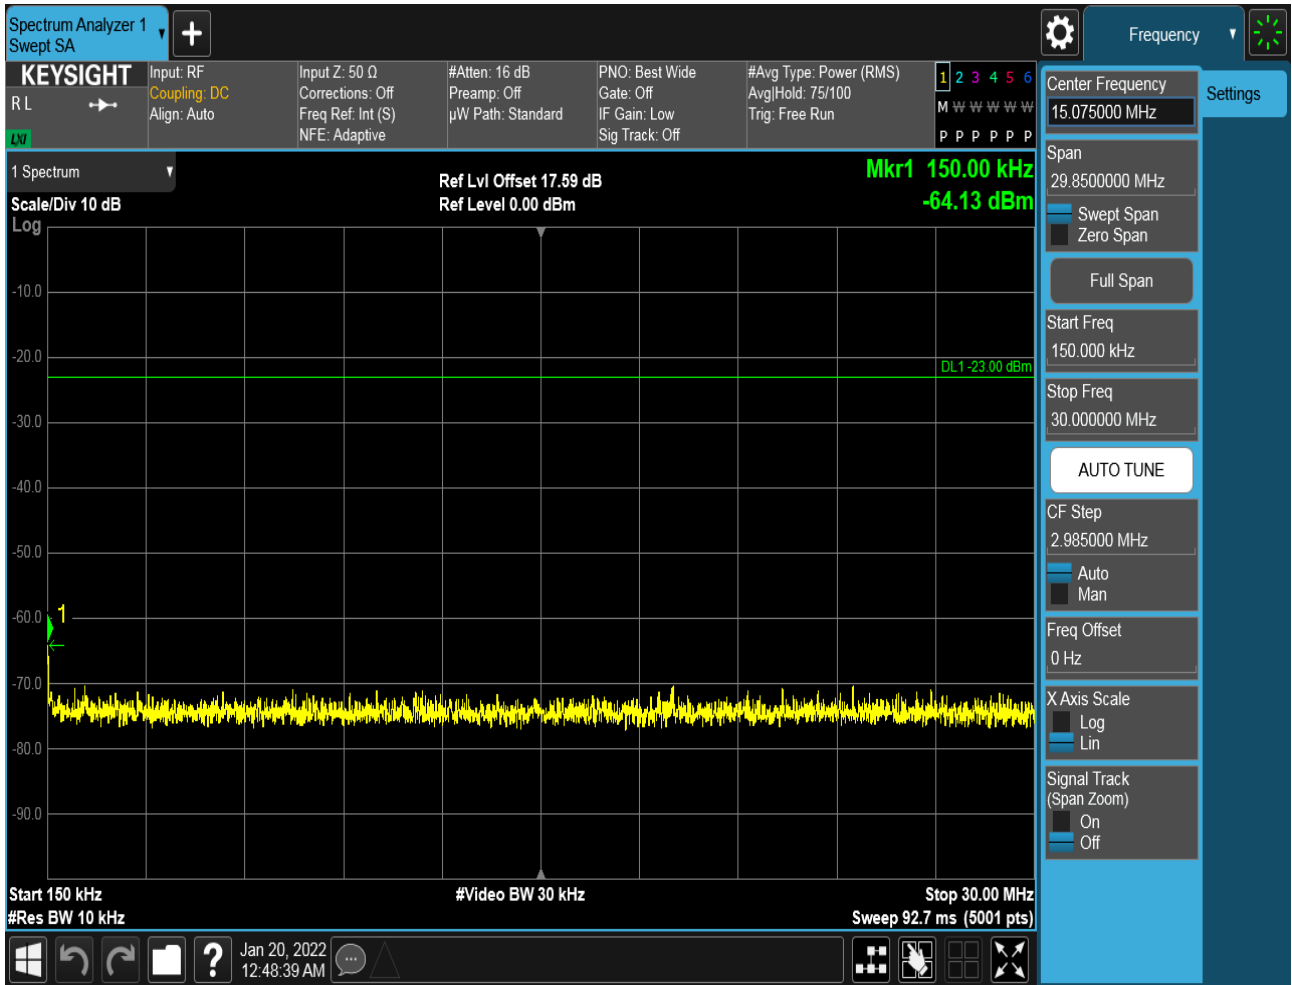 Spectrum Analyzer 1
Swept SA
Frequency
KEYSIGHT
R L
LXI
Input: RF
Coupling: DC
Align: Auto
Input Z: 50 Ω
Corrections: Off
Freq Ref: Int (S)
NFE: Adaptive
#Atten: 16 dB
Preamp: Off
µW Path: Standard
PNO: Best Wide
Gate: Off
IF Gain: Low
Sig Track: Off
#Avg Type: Power (RMS)
Avg|Hold: 75/100
Trig: Free Run
1 2 3 4 5 6
M W W W W W
P P P P P P
1 Spectrum
Scale/Div 10 dB
Log
Ref Lvl Offset 17.59 dB
Ref Level 0.00 dBm
Mkr1 150.00 kHz
-64.13 dBm
-10.0
-20.0
DL1 -23.00 dBm
-30.0
-40.0
-50.0
-60.0
1
-70.0
-80.0
-90.0
Start 150 kHz
#Res BW 10 kHz
#Video BW 30 kHz
Stop 30.00 MHz
Sweep 92.7 ms (5001 pts)
Jan 20, 2022
12:48:39 AM
Center Frequency
15.075000 MHz
Settings
Span
29.8500000 MHz
Swept Span
Zero Span
Full Span
Start Freq
150.000 kHz
Stop Freq
30.000000 MHz
AUTO TUNE
CF Step
2.985000 MHz
Auto
Man
Freq Offset
0 Hz
X Axis Scale
Log
Lin
Signal Track
(Span Zoom)
On
Off